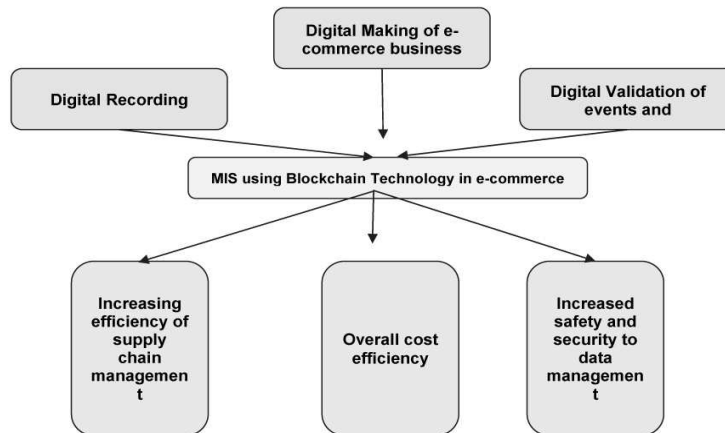 Digital Making of e-
commerce business
Digital Recording
Digital Validation of
events and
MIS using Blockchain Technology in e-commerce
Increasing
efficiency of
supply
chain
managemen
t
Overall cost
efficiency
Increased
safety and
security to
data
managemen
t